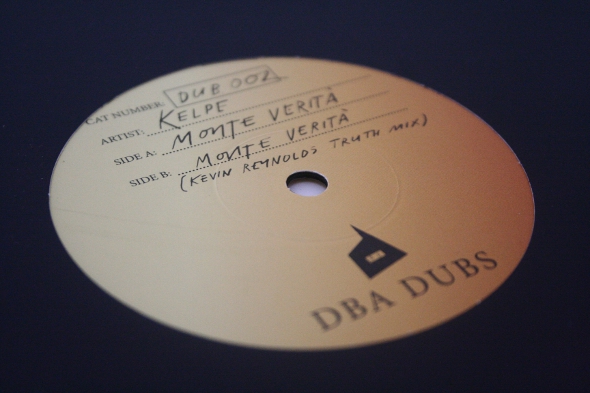 CAT NUMBER: DUB 002
ARTIST: KELPE
SIDE A: MONTE VERITÀ
SIDE B: MONTE VERITÀ
(KEVIN REYNOLDS TRUTH MIX)
DBA DUBS